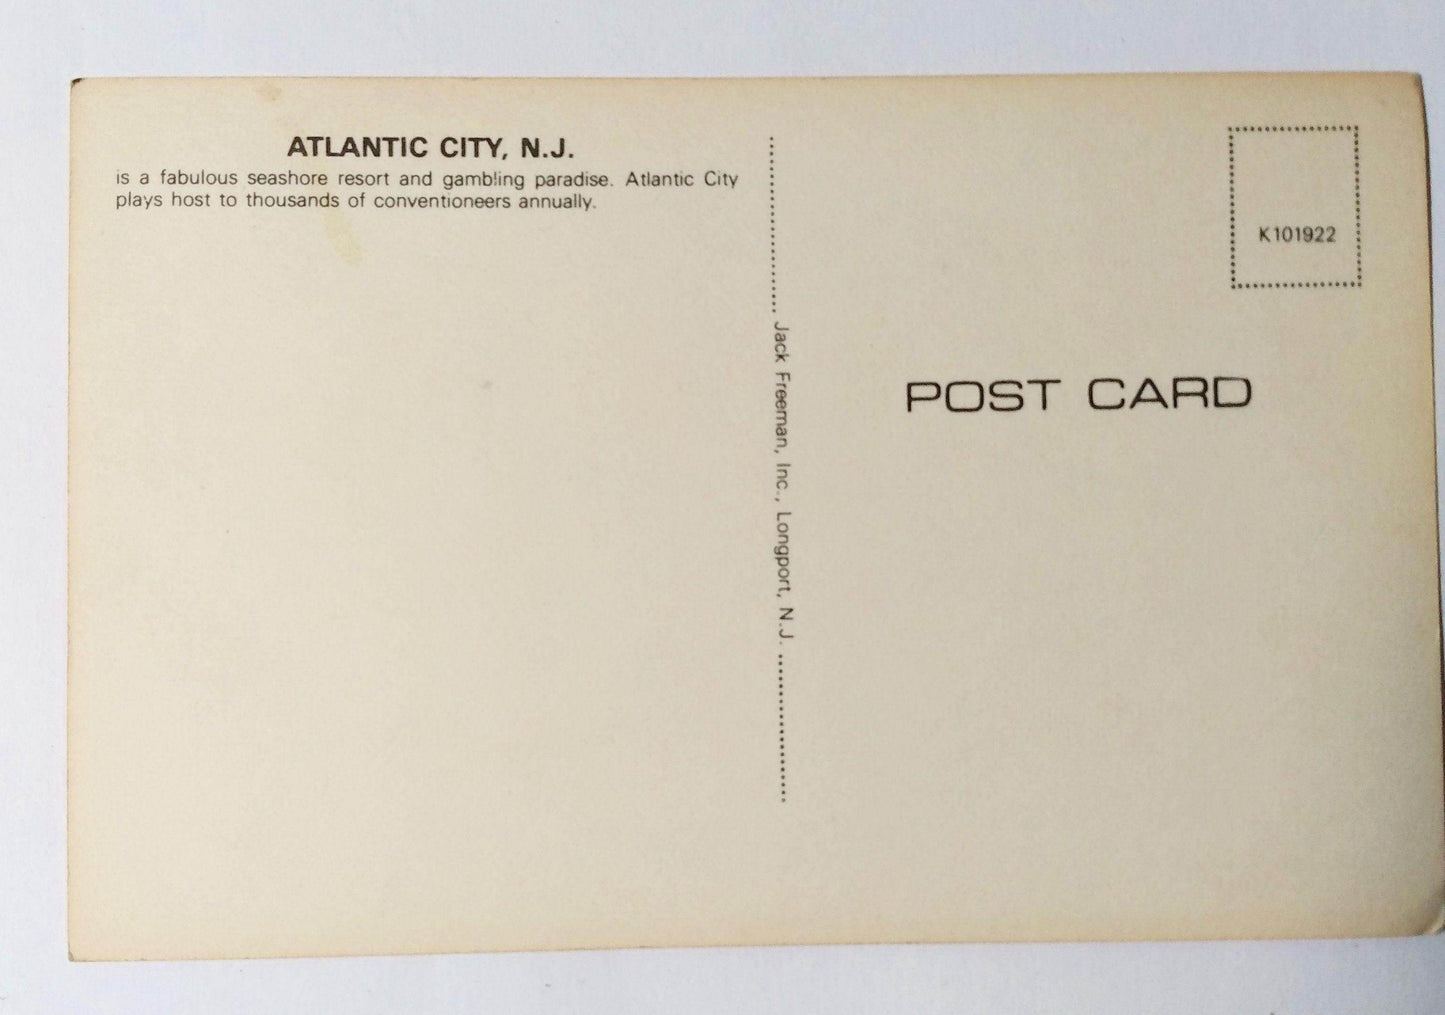 ATLANTIC CITY, N.J.
is a fabulous seashore resort and gambling paradise. Atlantic City
plays host to thousands of conventioneers annually.
Jack Freeman, Inc., Longport, N.J.
K101922
POST CARD